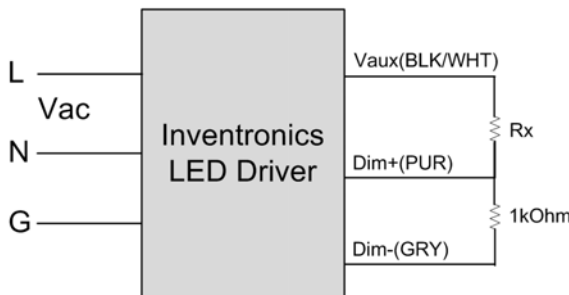 L
Vac
N
G
Inventronics
LED Driver
Vaux(BLK/WHT)
Rx
Dim+(PUR)
1kOhm
Dim-(GRY)